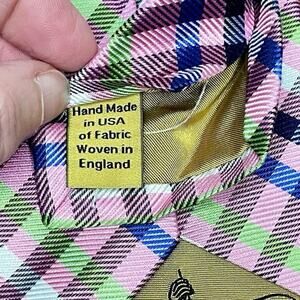 Hand Made
in USA
of Fabric
Woven in
England